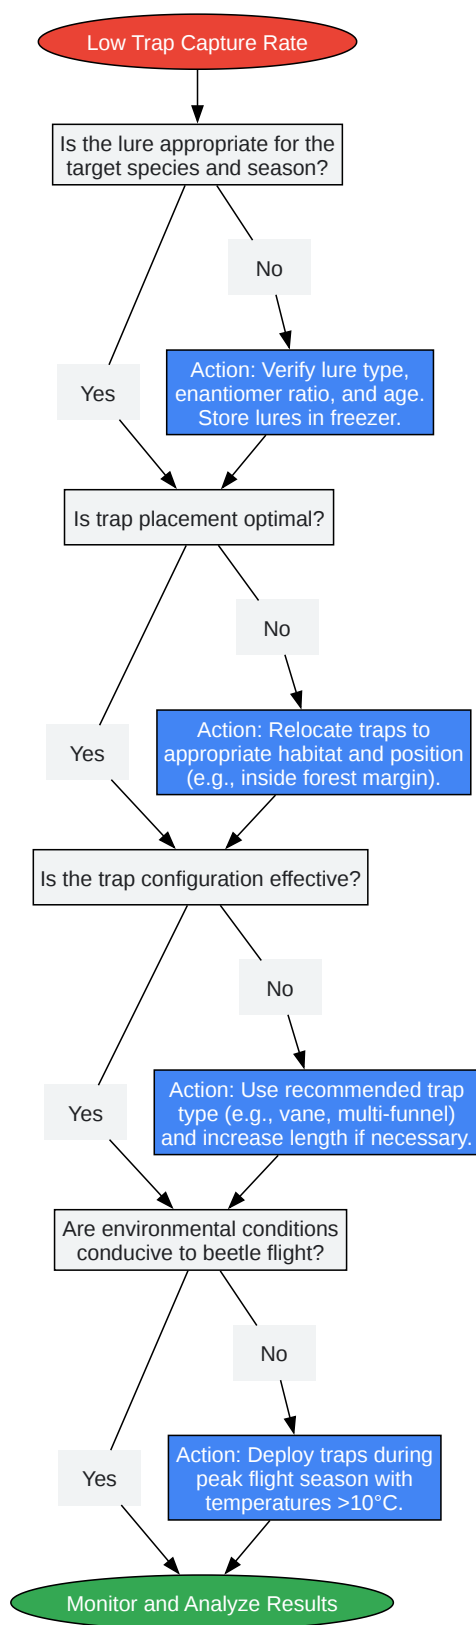 Low Trap Capture Rate
Is the lure appropriate for the
target species and season?
No
Action: Verify lure type,
enantiomer ratio, and age.
Store lures in freezer.
Yes
Is trap placement optimal?
No
Action: Relocate traps to
appropriate habitat and position
(e.g., inside forest margin).
Yes
Is the trap configuration effective?
No
Action: Use recommended trap
type (e.g., vane, multi-funnel)
and increase length if necessary.
Yes
Are environmental conditions
conducive to beetle flight?
No
Action: Deploy traps during
peak flight season with
temperatures >10°C.
Yes
Monitor and Analyze Results